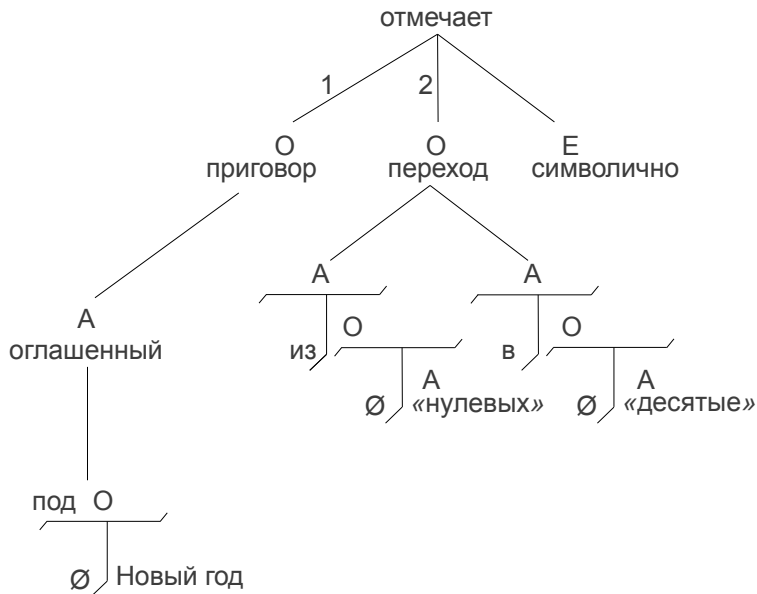 отмечает
1 2
О О Е
приговор переход символично
А А А
оглашенный
О О
из в
А А
Ø «нулевых» Ø «десятые»
под О
Ø Новый год